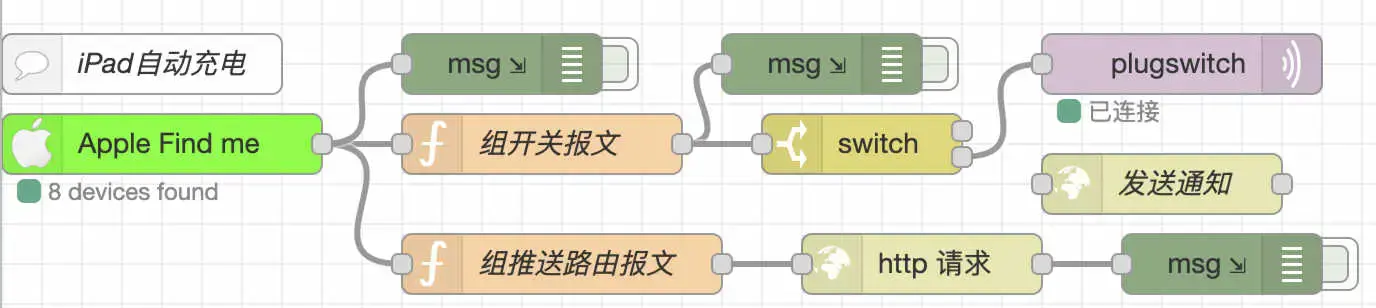 iPad自动充电
msg ⇲
msg ⇲
plugswitch
已连接
Apple Find me
8 devices found
组开关报文
switch
发送通知
组推送路由报文
http 请求
msg ⇲